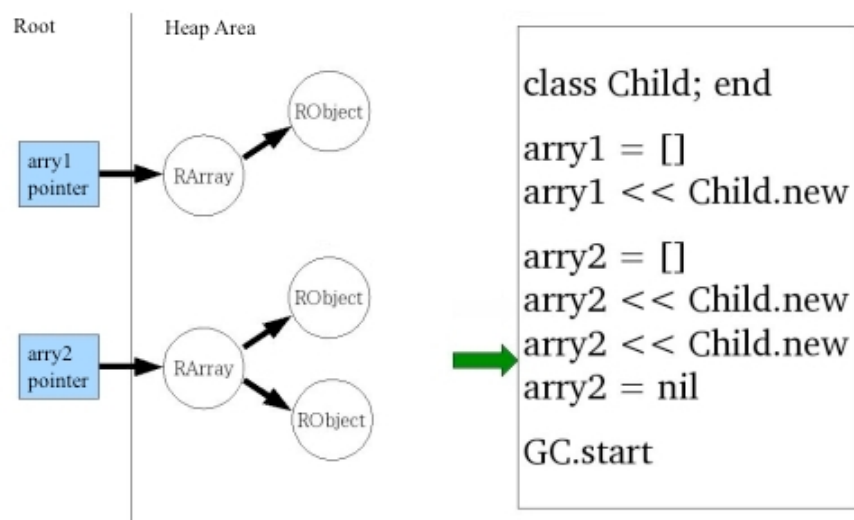 Root
Heap Area
RObject
arry1
pointer
RArray
RObject
arry2
pointer
RArray
RObject
class Child; end
arry1 = []
arry1 << Child.new
arry2 = []
arry2 << Child.new
arry2 << Child.new
arry2 = nil
GC.start